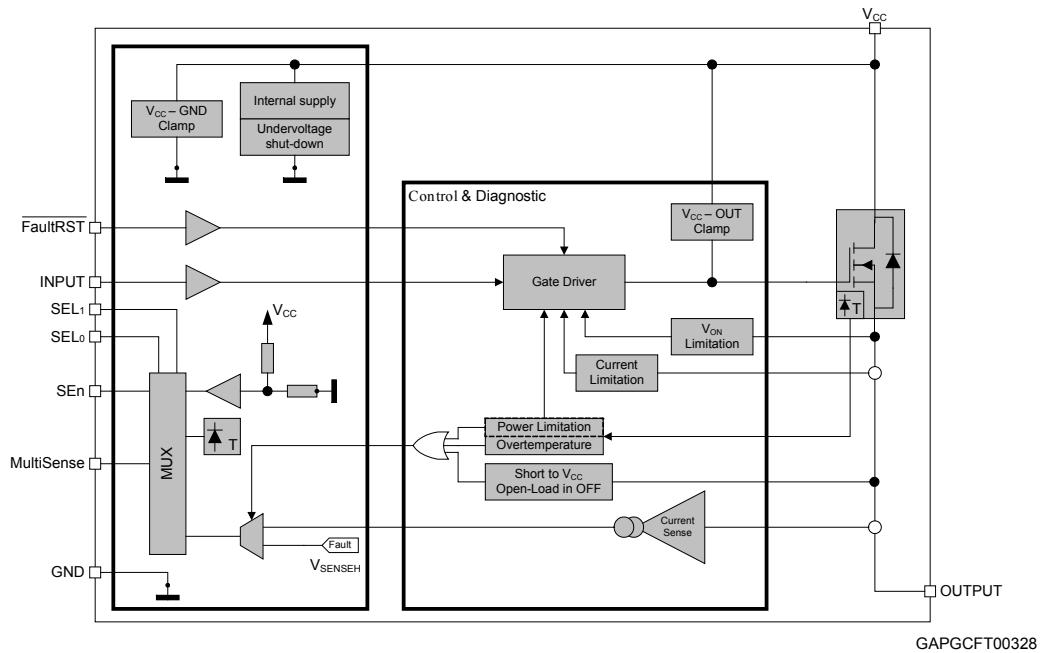 VCC
VCC – GND
Clamp
Internal supply
Undervoltage
shut-down
Control & Diagnostic
FaultRST
VCC – OUT
Clamp
INPUT
Gate Driver
T
SEL1
VCC
SEL0
VON
Limitation
Current
Limitation
SEn
T
Power Limitation
Overtemperature
MUX
MultiSense
Short to VCC
Open-Load in OFF
Current
Sense
Fault
VSENSEH
GND
OUTPUT
GAPGCFT00328